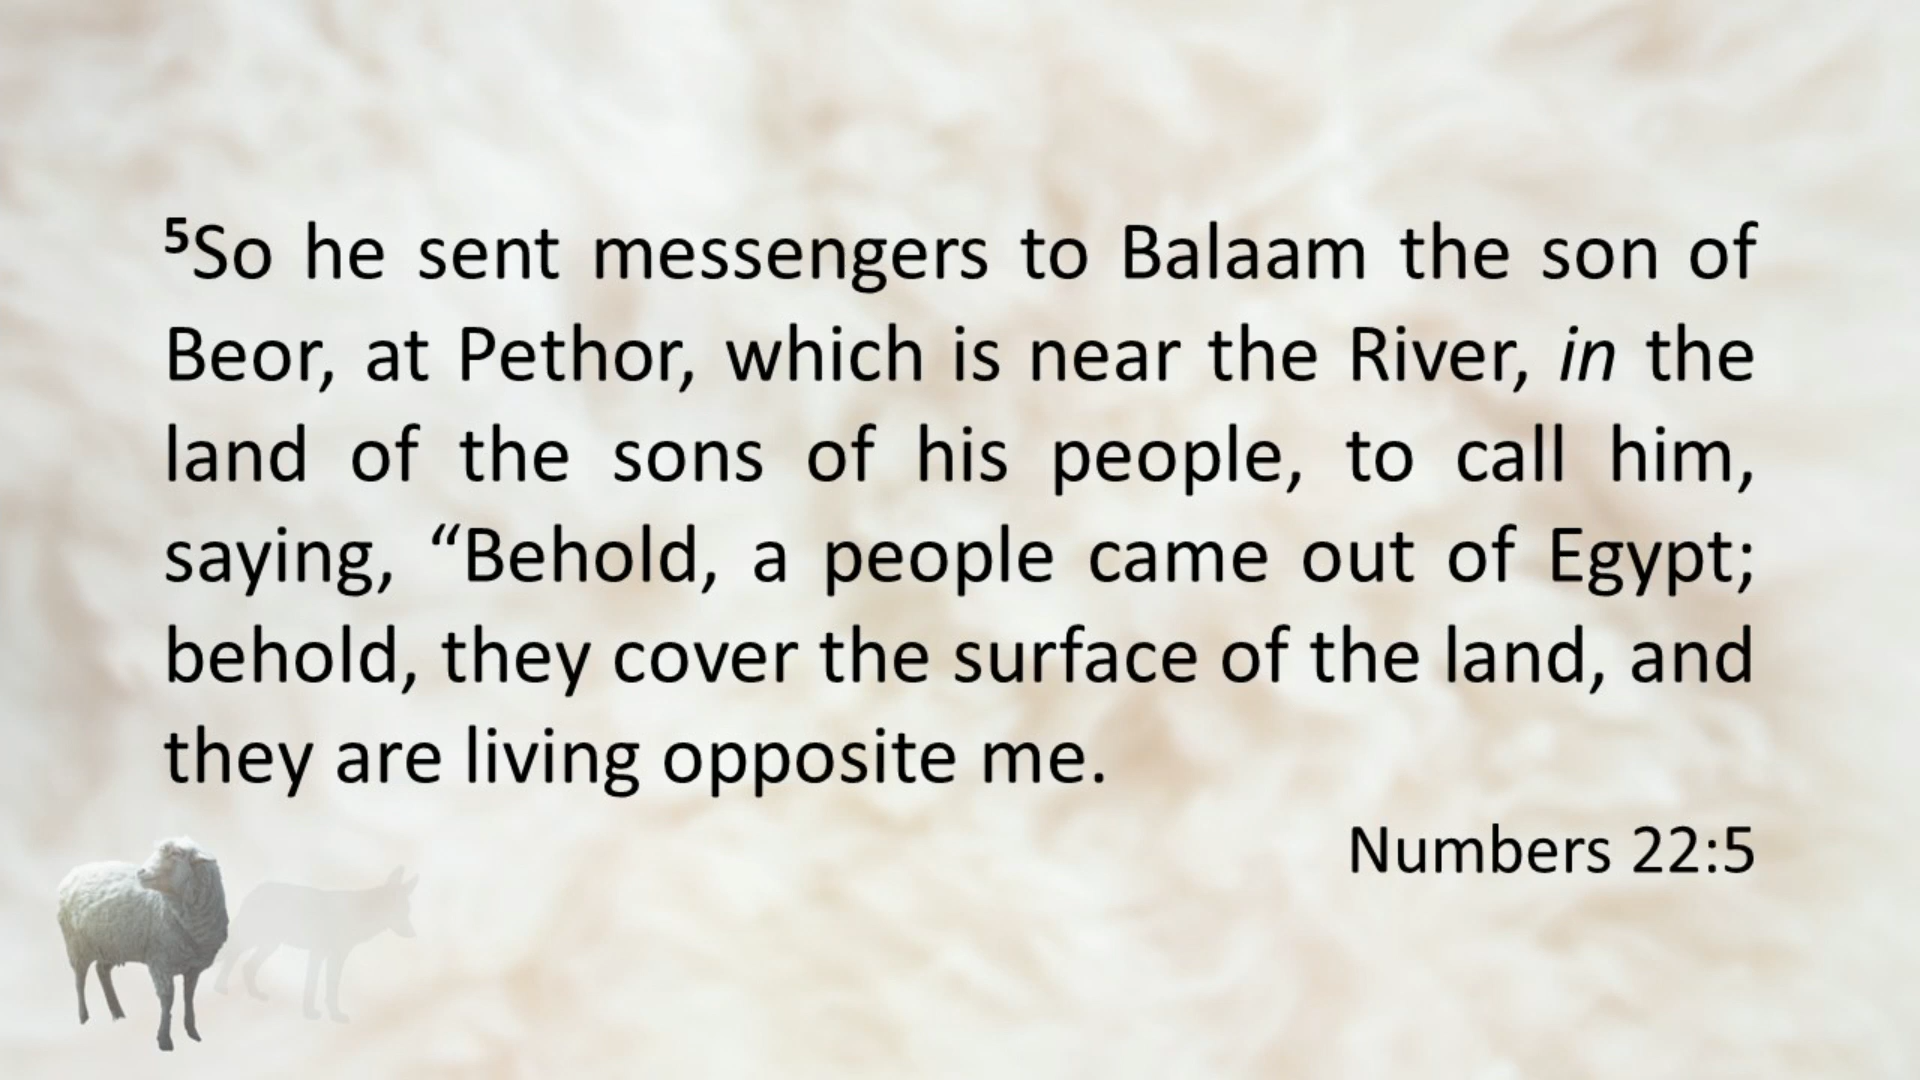 ⁵So he sent messengers to Balaam the son of
Beor, at Pethor, which is near the River, in the
land of the sons of his people, to call him,
saying, “Behold, a people came out of Egypt;
behold, they cover the surface of the land, and
they are living opposite me.
Numbers 22:5